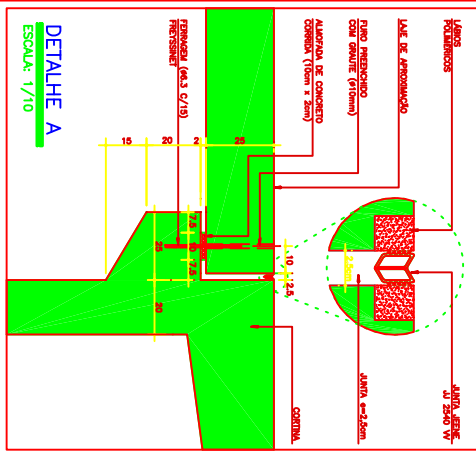 LÁBIOS
POLIMÉRICOS
LAJE DE APROXIMAÇÃO
FURO PREENCHIDO
COM GRAUTE (ø10mm)
ALMOFADA DE CONCRETO
CORRIDA (10cm x 2cm)
FERRAGEM (ø6.3 C/15)
FREYSSINET
JUNTA JEENE
JJ 2540 VV
JUNTA e=2,5cm
CORTINA
2,5cm
10
2,5
25
2
20
15
7.5
10
7.5
25
20
DETALHE A
ESCALA: 1/10